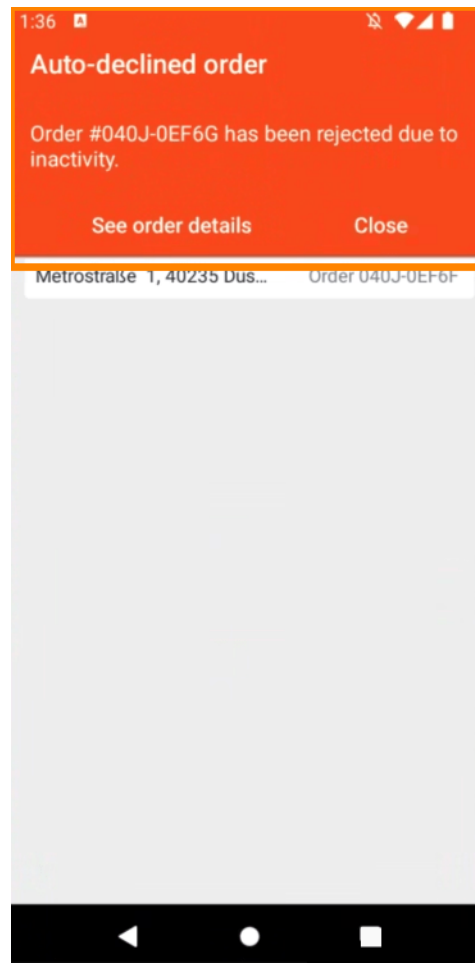 1:36 A
Auto-declined order
Order #040J-0EF6G has been rejected due to
inactivity.
See order details Close
Metrostraße 1, 40235 Düs... Order 040J-0EF6F